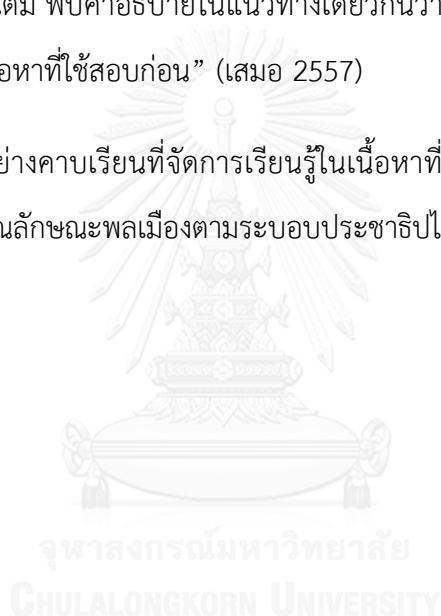 เดิม พบคำอธิบายในแนวทางเดียวกันว่า
อหาที่ใช้สอบก่อน” (เสมอ 2557)
ย่างคาบเรียนที่จัดการเรียนรู้ในเนื้อหาที่
ณลักษณะพลเมืองตามระบอบประชาธิปไ
จุฬาลงกรณ์มหาวิทยาลัย
CHULALONGKORN UNIVERSITY